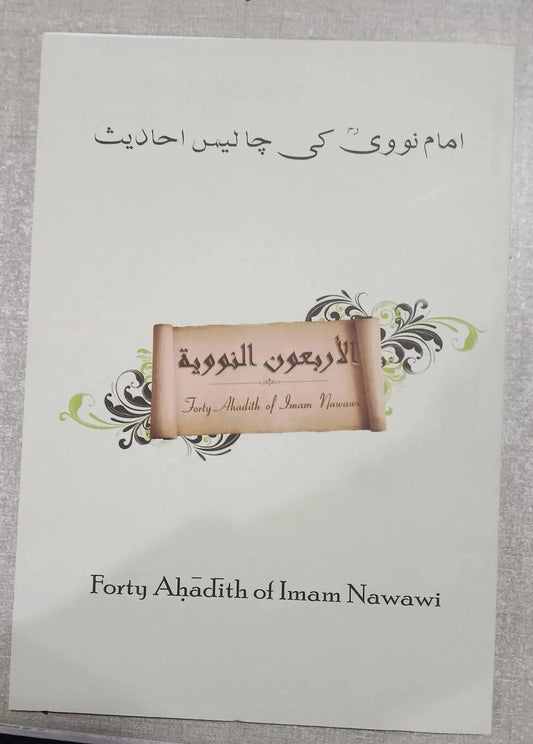 امام نوویؒ کی چالیس احادیث
الأربعون النووية
Forty Ahadith of Imam Nawawi
Forty Aḥādith of Imam Nawawi